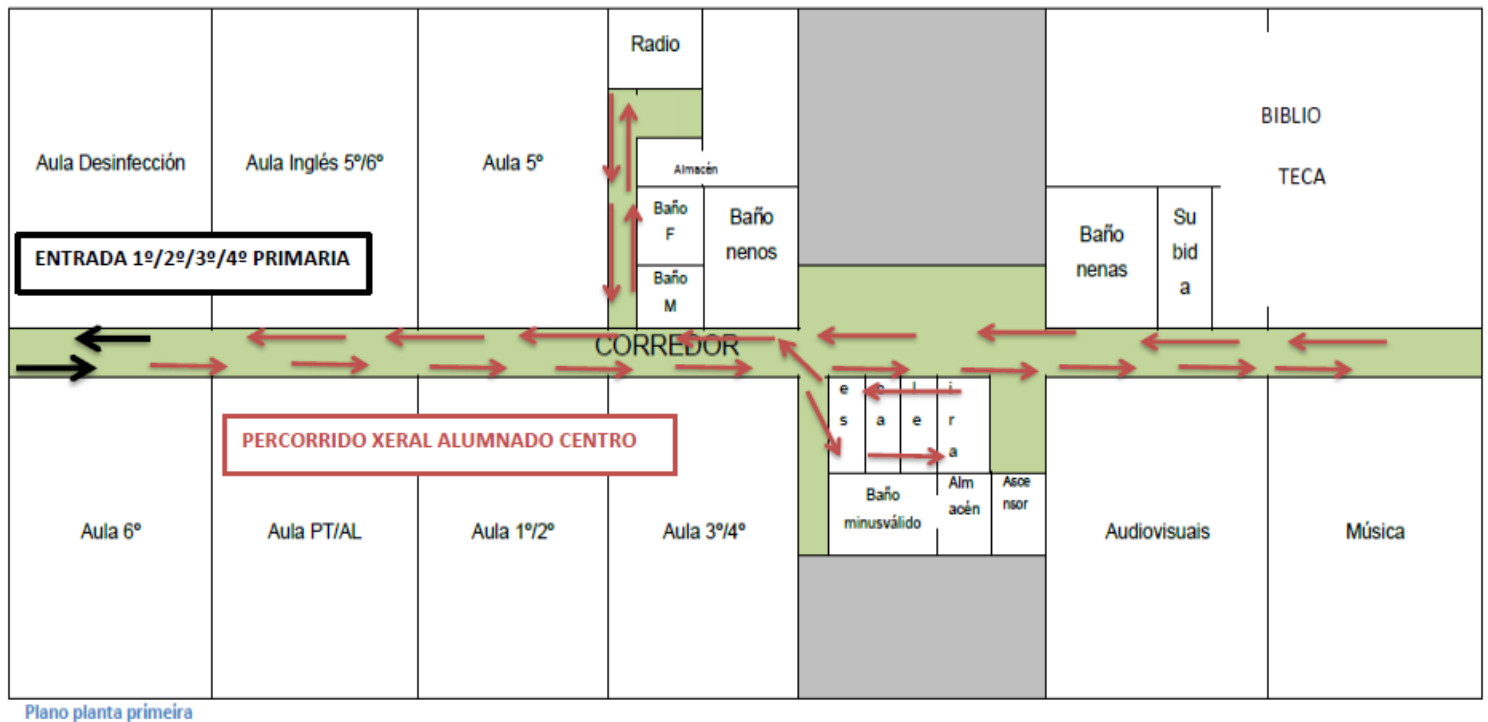 Radio
BIBLIO
TECA
Aula Desinfección
Aula Inglés 5º/6º
Aula 5º
Almacén
Baño
F
Baño
nenos
Baño
M
Baño
nenas
Su
bid
a
ENTRADA 1º/2º/3º/4º PRIMARIA
CORREDOR
e c l i
s a e r
a
PERCORRIDO XERAL ALUMNADO CENTRO
Baño
minusválido
Alm
acén
Asce
nsor
Aula 6º
Aula PT/AL
Aula 1º/2º
Aula 3º/4º
Audiovisuais
Música
Plano planta primeira